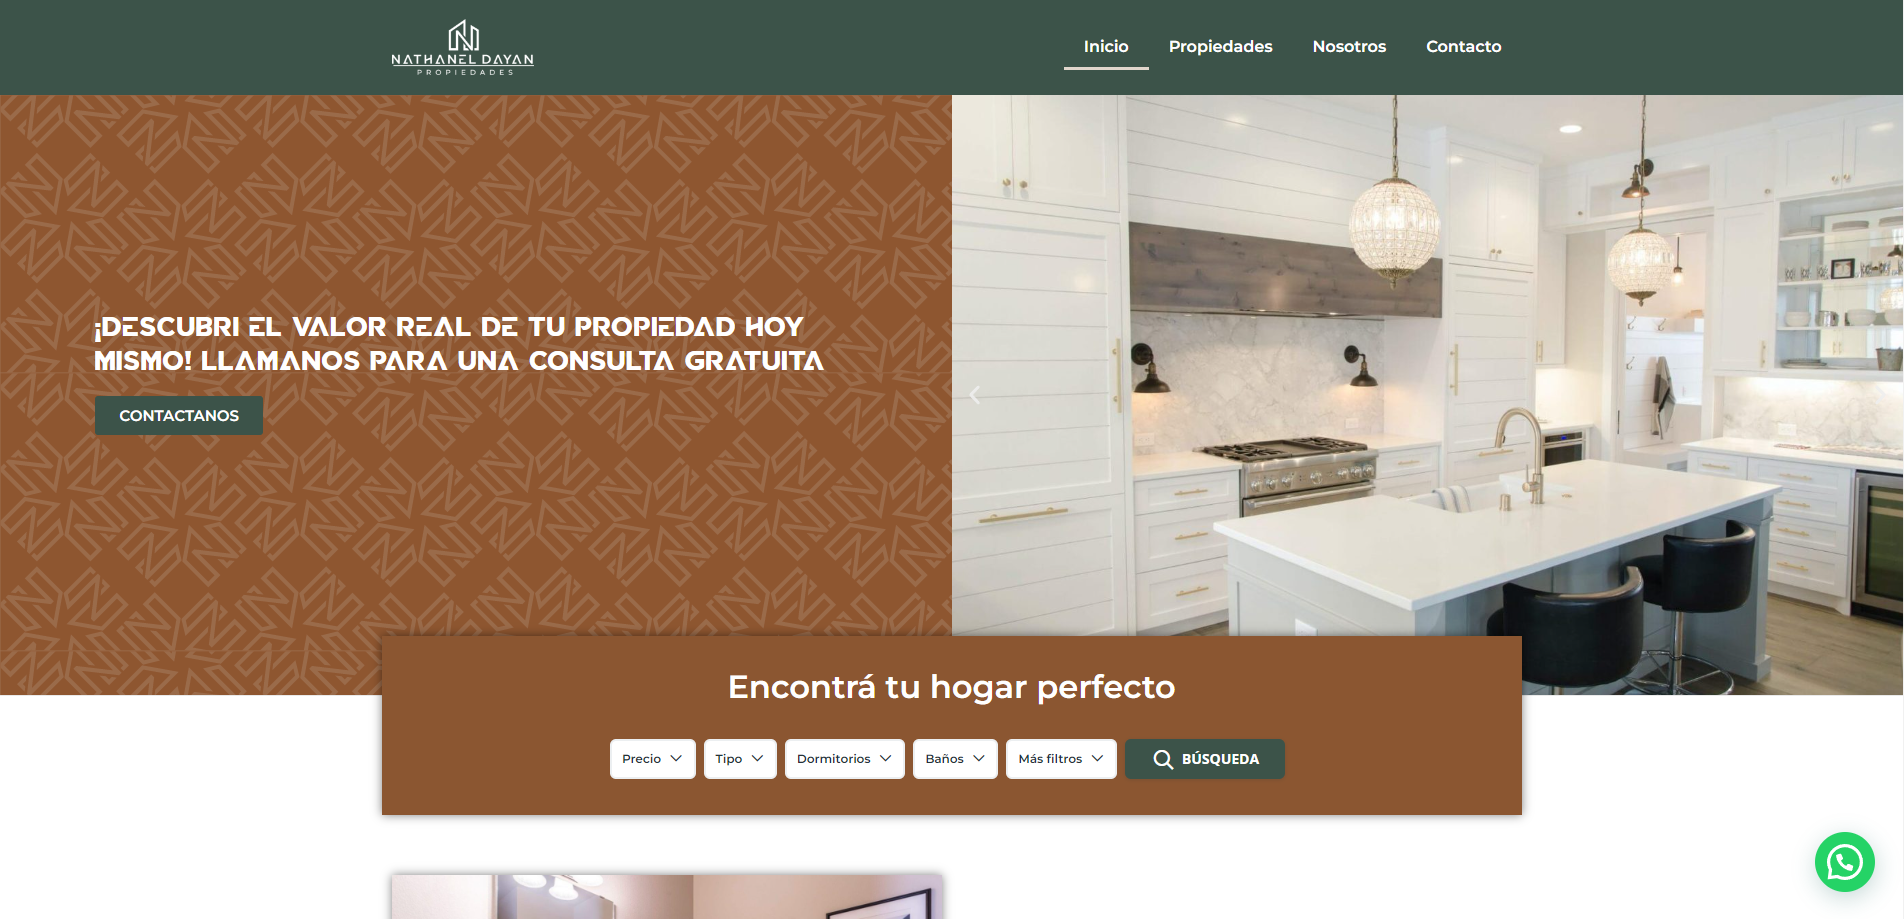 NATHANEL DAYAN
PROPIEDADES
Inicio
Propiedades
Nosotros
Contacto
¡DESCUBRI EL VALOR REAL DE TU PROPIEDAD HOY
MISMO! LLAMANOS PARA UNA CONSULTA GRATUITA
CONTACTANOS
Encontrá tu hogar perfecto
Precio
Tipo
Dormitorios
Baños
Más filtros
BÚSQUEDA